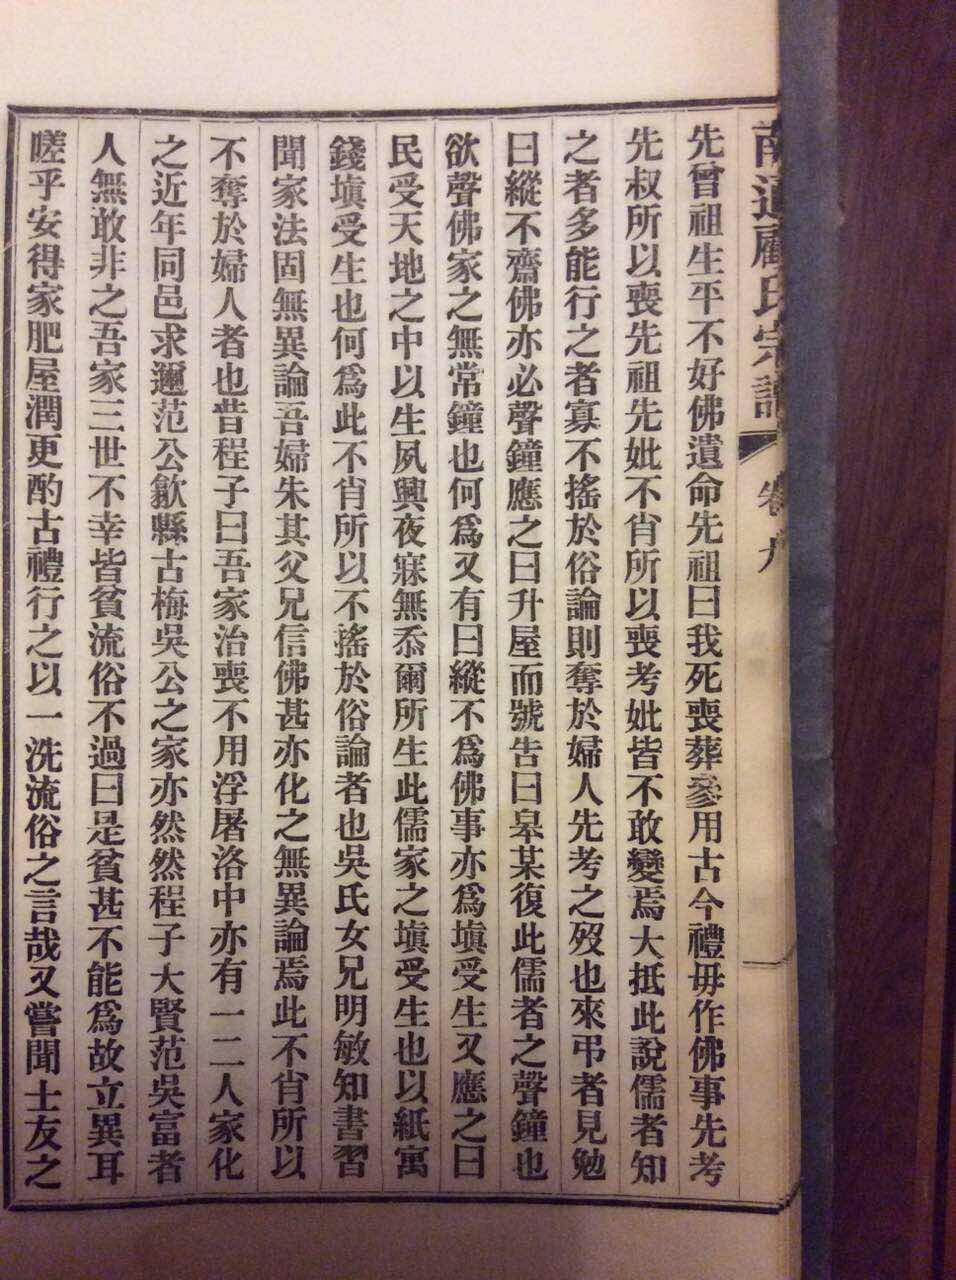 南通顧氏宗譜 卷九
先曾祖生平不好佛遺命先祖曰我死喪葬參用古今禮毋作佛事先考
先叔所以喪先祖先妣不肖所以喪考妣皆不敢變焉大抵此說儒者知
之者多能行之者寡不搖於俗論則奪於婦人先考之歿也來弔者見勉
曰縱不齋佛亦必聲鐘應之曰升屋而號告曰皋某復此儒者之聲鐘也
欲聲佛家之無常鐘也何爲又有曰縱不爲佛事亦爲塡受生又應之曰
民受天地之中以生夙興夜寐無忝爾所生此儒家之塡受生也以紙寓
錢塡受生也何爲此不肖所以不搖於俗論者也吳氏女兄明敏知書習
聞家法固無異論吾婦朱其父兄信佛甚亦化之無異論焉此不肖所以
不奪於婦人者也昔程子曰吾家治喪不用浮屠洛中亦有一二人家化
之近年同邑求邇范公歙縣古梅吳公之家亦然然程子大賢范吳富者
人無敢非之吾家三世不幸皆貧流俗不過曰是貧甚不能爲故立異耳
嗟乎安得家肥屋潤更酌古禮行之以一洗流俗之言哉又嘗聞士友之